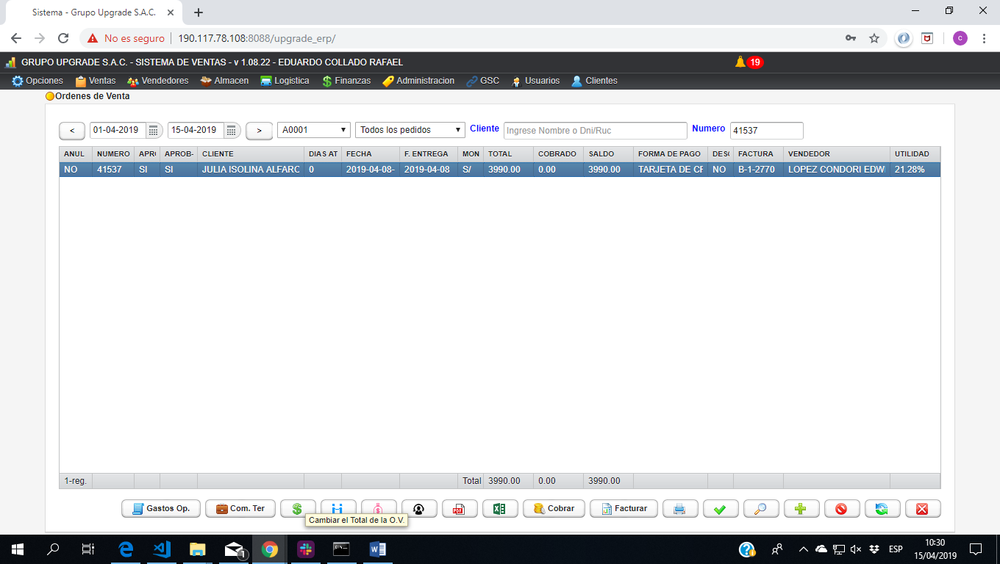 Sistema - Grupo Upgrade S.A.C.
No es seguro 190.117.78.108:8088/upgrade_erp/
c
GRUPO UPGRADE S.A.C. - SISTEMA DE VENTAS - v 1.08.22 - EDUARDO COLLADO RAFAEL 19
Opciones Ventas Vendedores Almacen Logistica Finanzas Administracion GSC Usuarios Clientes
Ordenes de Venta
< 01-04-2019 15-04-2019 > A0001 Todos los pedidos Cliente Ingrese Nombre o Dni/Ruc Numero 41537
ANUL NUMERO APR APROB- CLIENTE DIAS AT FECHA F. ENTREGA MON TOTAL COBRADO SALDO FORMA DE PAGO DES FACTURA VENDEDOR UTILIDAD
NO 41537 SI SI JULIA ISOLINA ALFARO 0 2019-04-08- 2019-04-08 S/ 3990.00 0.00 3990.00 TARJETA DE CR NO B-1-2770 LOPEZ CONDORI EDW 21.28%
1-reg. Total 3990.00 0.00 3990.00
Gastos Op. Com. Ter PDF Cobrar Facturar
Cambiar el Total de la O.V.
1 ESP 10:30
15/04/2019